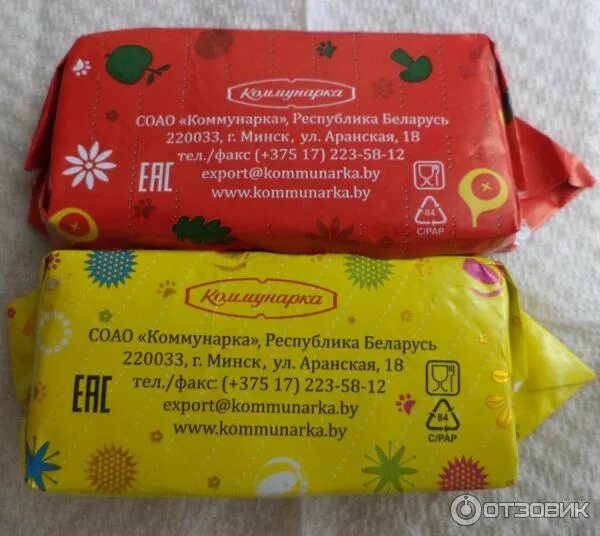 Коммунарка
СОАО «Коммунарка», Республика Беларусь
220033, г. Минск, ул. Аранская, 18
тел./факс (+375 17) 223-58-12
export@kommunarka.by
www.kommunarka.by
EAC
84
C/PAP
Коммунарка
СОАО «Коммунарка», Республика Беларусь
220033, г. Минск, ул. Аранская, 18
тел./факс: (+375 17) 223-58-12
export@kommunarka.by
www.kommunarka.by
EAC
84
C/PAP
ОТЗОВИК